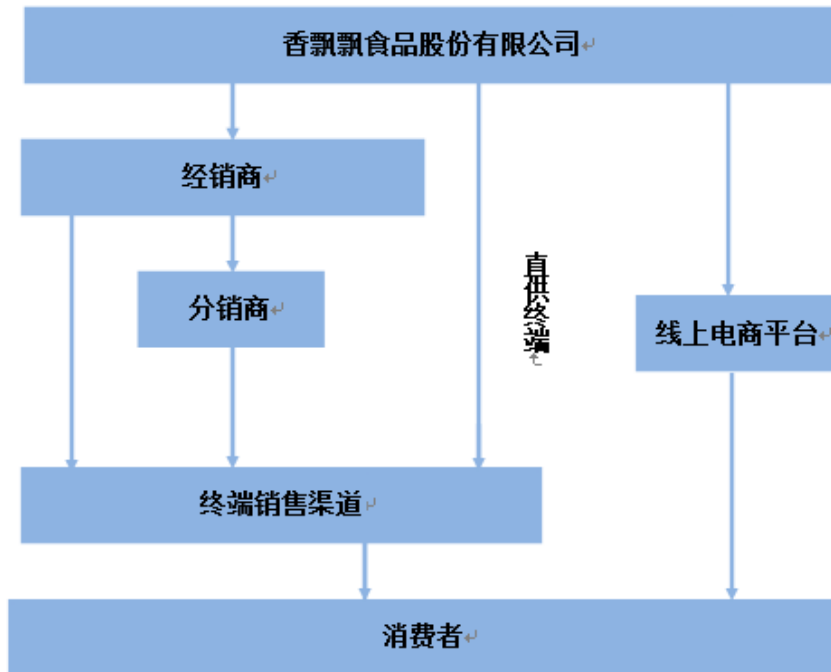 香飘飘食品股份有限公司
经销商
直供终端
分销商
线上电商平台
终端销售渠道
消费者